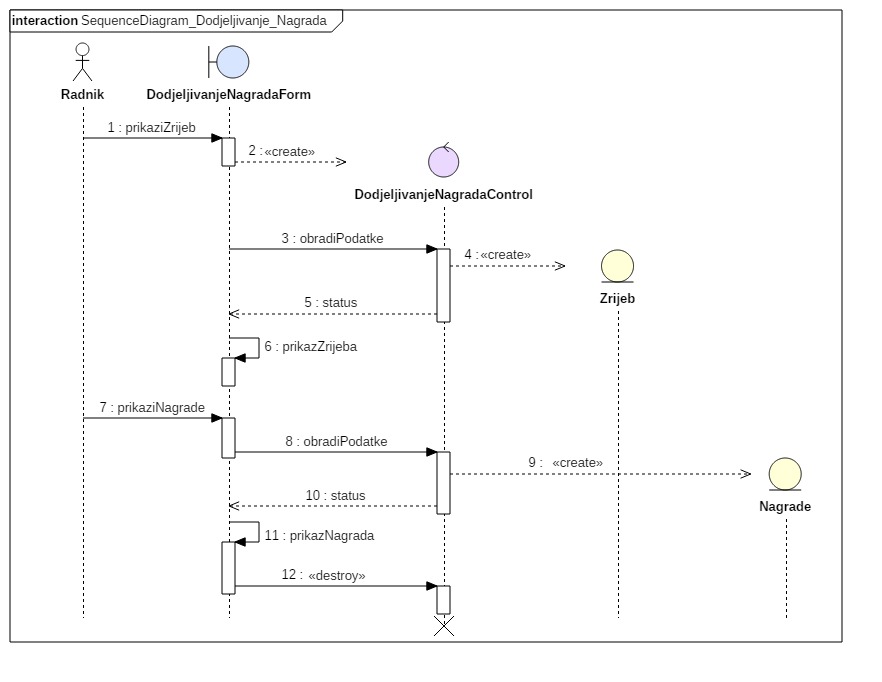 interaction SequenceDiagram_Dodjeljivanje_Nagrada
Radnik
DodjeljivanjeNagradaForm
1 : prikaziZrijeb
2 : «create»
DodjeljivanjeNagradaControl
3 : obradiPodatke
4 : «create»
Zrijeb
5 : status
6 : prikazZrijeba
7 : prikaziNagrade
8 : obradiPodatke
9 : «create»
Nagrade
10 : status
11 : prikazNagrada
12 : «destroy»